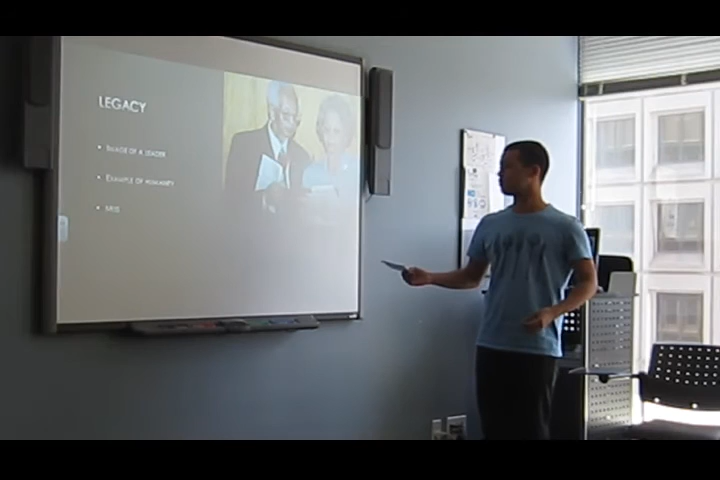 LEGACY
• IMAGE OF A LEADER
• EXAMPLE OF HUMANITY